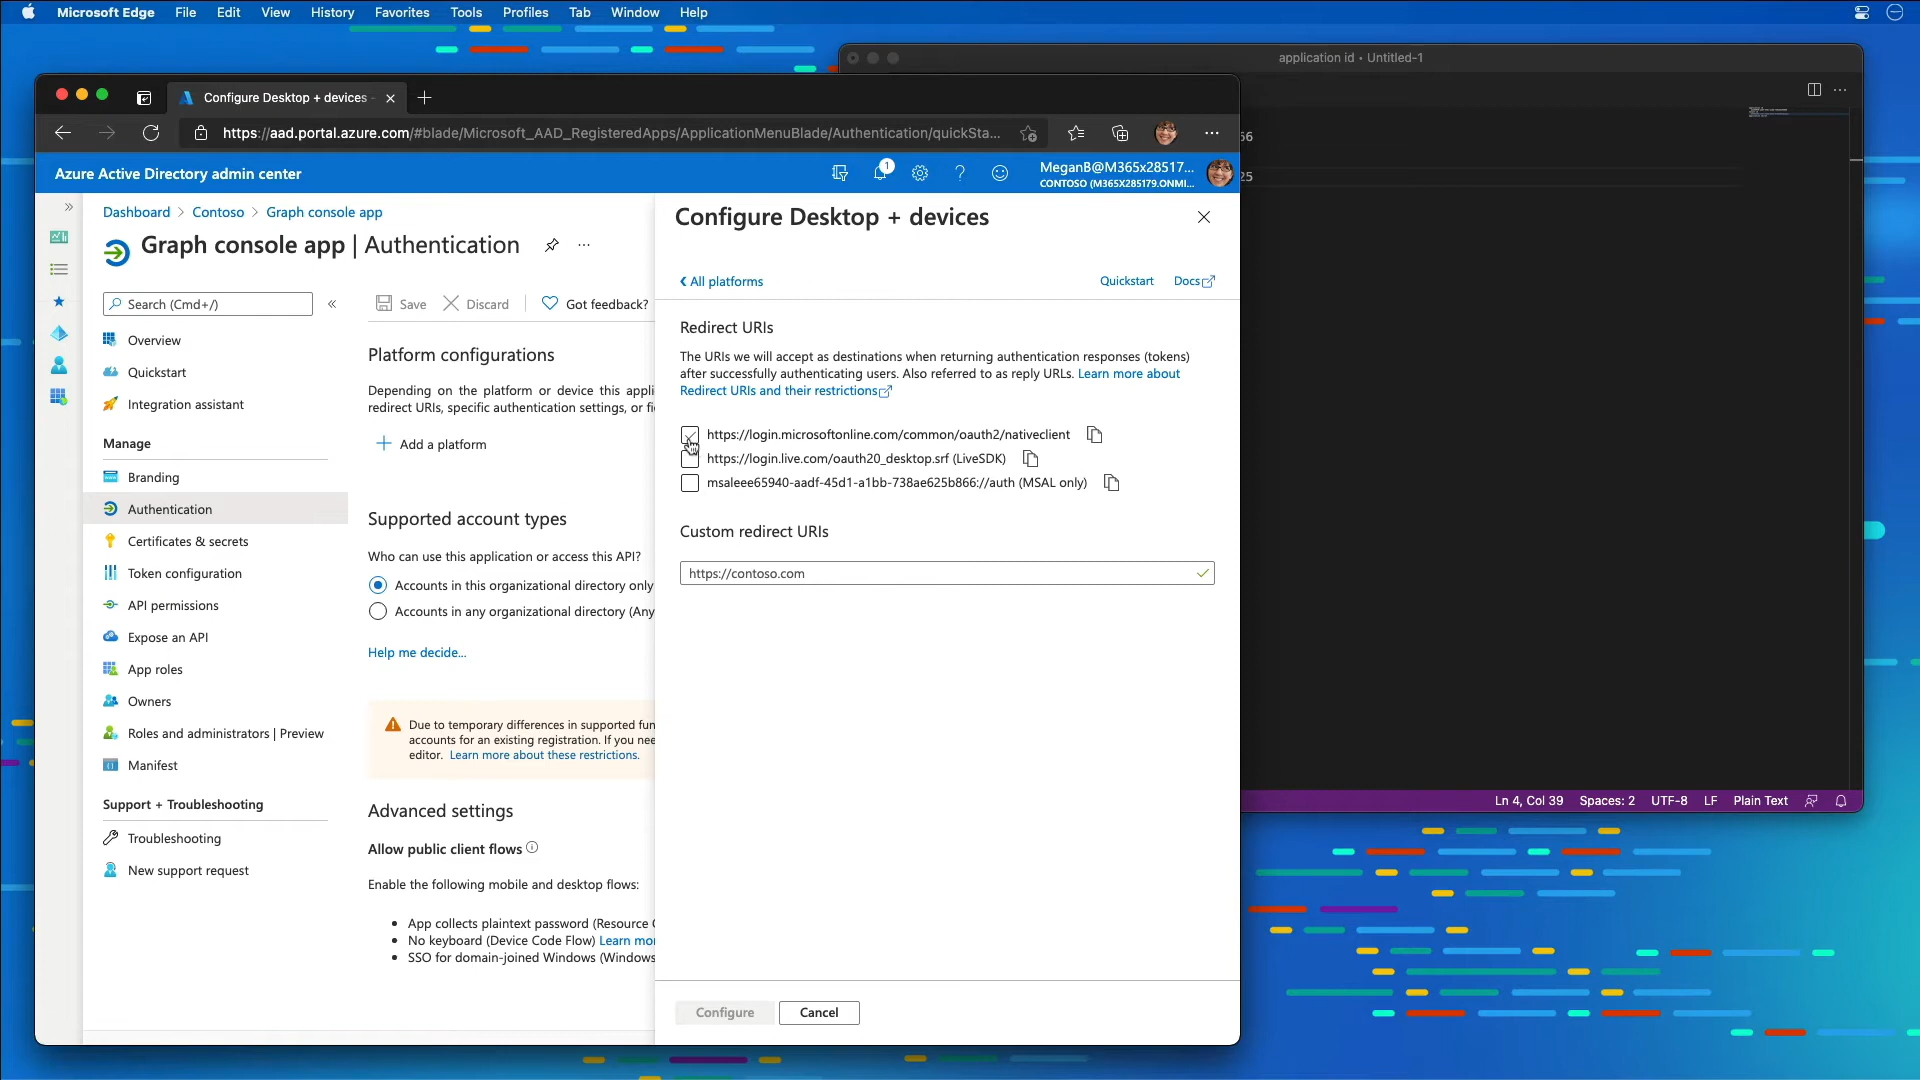 Microsoft Edge File Edit View History Favorites Tools Profiles Tab Window Help
application id • Untitled-1
Configure Desktop + devices
https://aad.portal.azure.com/#blade/Microsoft_AAD_RegisteredApps/ApplicationMenuBlade/Authentication/quickSta...
66
25
Azure Active Directory admin center
1
MeganB@M365x28517...
CONTOSO (M365X285179.ONMI...
Dashboard > Contoso > Graph console app
Graph console app | Authentication
Search (Cmd+/)
Overview
Quickstart
Integration assistant
Manage
Branding
Authentication
Certificates & secrets
Token configuration
API permissions
Expose an API
App roles
Owners
Roles and administrators | Preview
Manifest
Support + Troubleshooting
Troubleshooting
New support request
Save Discard Got feedback?
Platform configurations
Depending on the platform or device this appli
redirect URIs, specific authentication settings, or fi
Add a platform
Supported account types
Who can use this application or access this API?
Accounts in this organizational directory only
Accounts in any organizational directory (Any
Help me decide...
Due to temporary differences in supported fun
accounts for an existing registration. If you nee
editor. Learn more about these restrictions.
Advanced settings
Allow public client flows
Enable the following mobile and desktop flows:
• App collects plaintext password (Resource
• No keyboard (Device Code Flow) Learn mo
• SSO for domain-joined Windows (Windows
Configure Desktop + devices
All platforms
Quickstart Docs
Redirect URIs
The URIs we will accept as destinations when returning authentication responses (tokens)
after successfully authenticating users. Also referred to as reply URLs. Learn more about
Redirect URIs and their restrictions
https://login.microsoftonline.com/common/oauth2/nativeclient
https://login.live.com/oauth20_desktop.srf (LiveSDK)
msaleee65940-aadf-45d1-a1bb-738ae625b866://auth (MSAL only)
Custom redirect URIs
https://contoso.com
Configure Cancel
Ln 4, Col 39 Spaces: 2 UTF-8 LF Plain Text